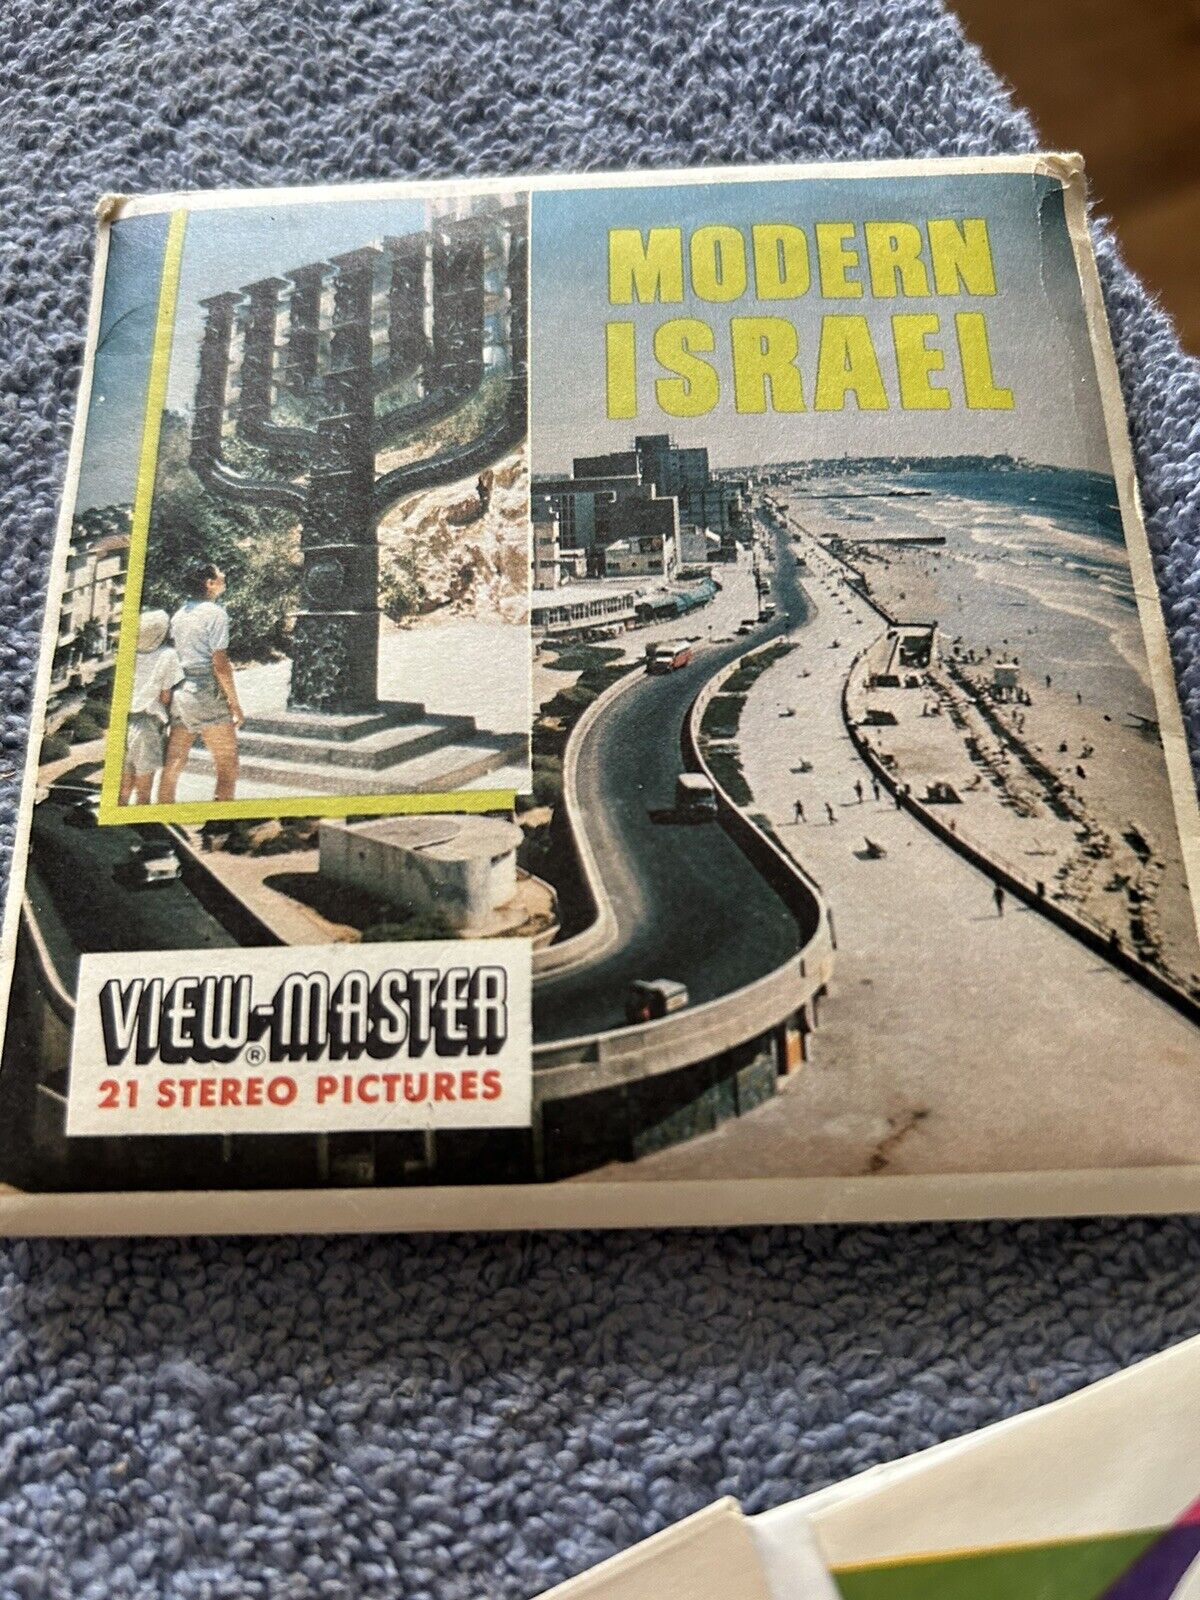 MODERN
ISRAEL
VIEW-MASTER
®
21 STEREO PICTURES